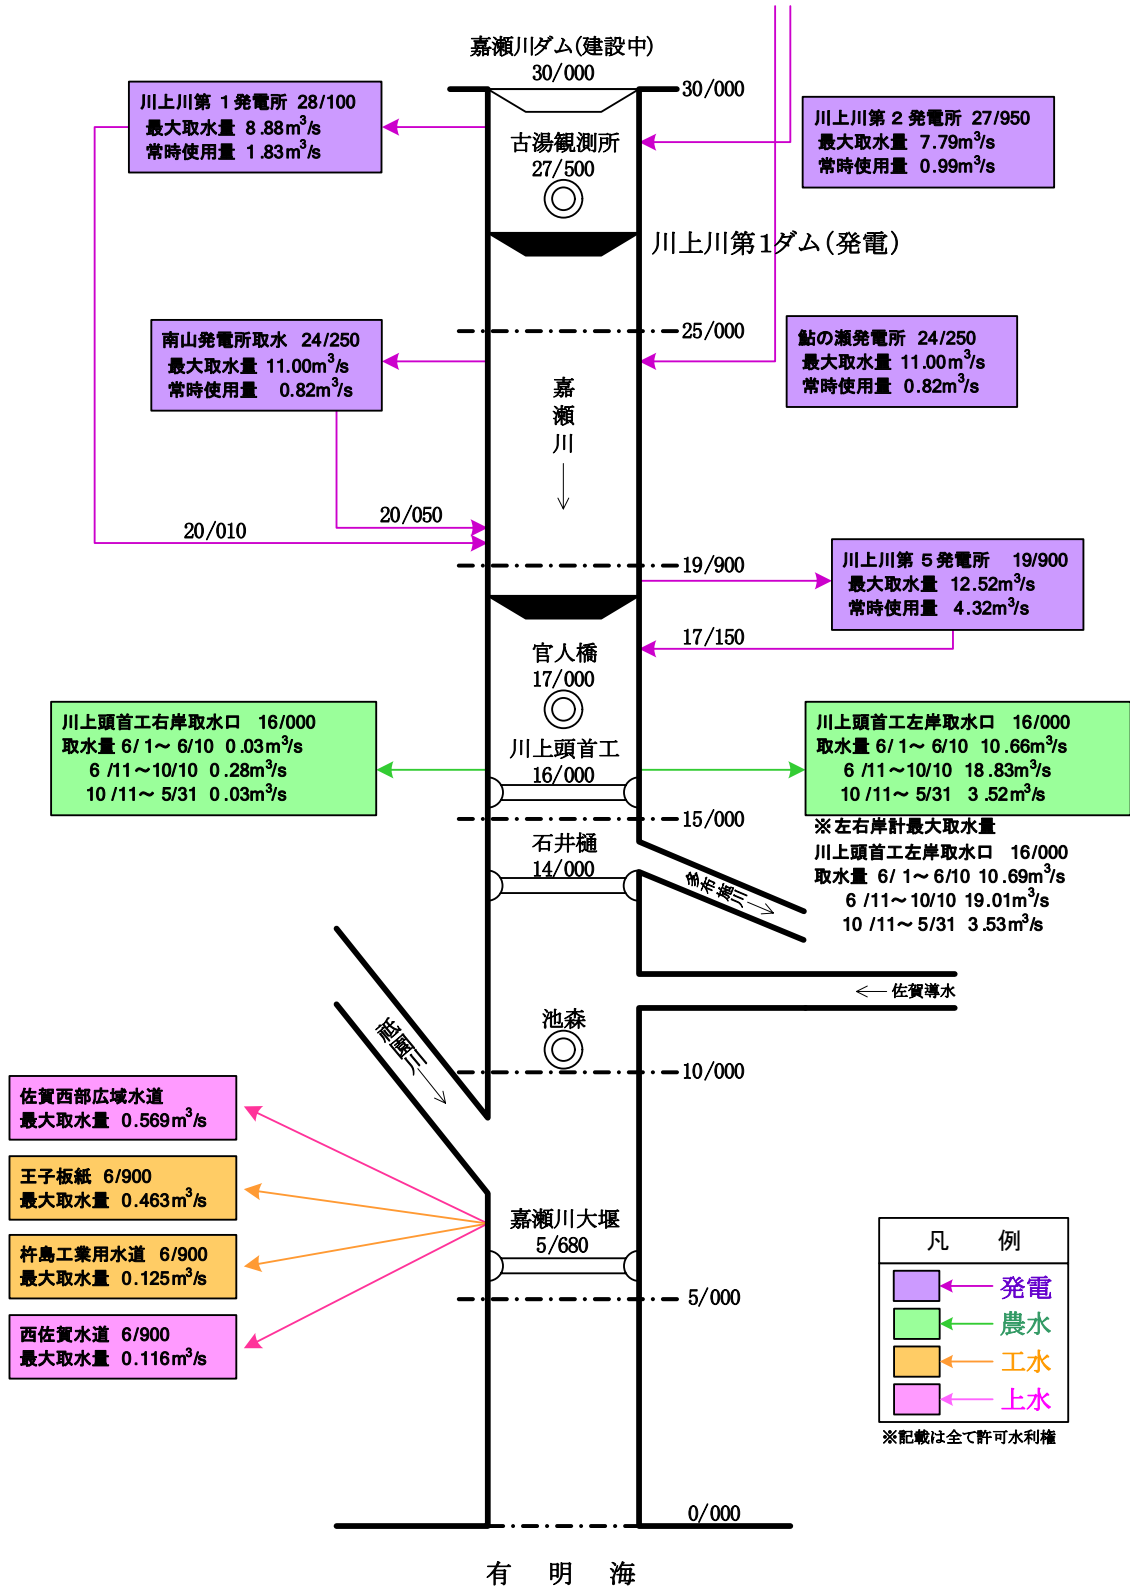 嘉瀬川ダム(建設中)
30/000
30/000
川上川第１発電所 28/100
最大取水量 8.88m³/s
常時使用量 1.83m³/s
川上川第２発電所 27/950
最大取水量 7.79m³/s
常時使用量 0.99m³/s
古湯観測所
27/500
川上川第1ダム(発電)
25/000
南山発電所取水 24/250
最大取水量 11.00m³/s
常時使用量 0.82m³/s
鮎の瀬発電所 24/250
最大取水量 11.00m³/s
常時使用量 0.82m³/s
嘉瀬川
↓
20/050
20/010
19/900
川上川第５発電所 19/900
最大取水量 12.52m³/s
常時使用量 4.32m³/s
17/150
官人橋
17/000
川上頭首工右岸取水口 16/000
取水量 6/ 1～ 6/10 0.03m³/s
6 /11～10/10 0.28m³/s
10 /11～ 5/31 0.03m³/s
川上頭首工
16/000
川上頭首工左岸取水口 16/000
取水量 6/ 1～ 6/10 10.66m³/s
6 /11～10/10 18.83m³/s
10 /11～ 5/31 3.52m³/s
15/000
※左右岸計最大取水量
川上頭首工左岸取水口 16/000
取水量 6/ 1～ 6/10 10.69m³/s
6 /11～10/10 19.01m³/s
10 /11～ 5/31 3.53m³/s
石井樋
14/000
多布施川→
←佐賀導水
池森
祗園川→
10/000
佐賀西部広域水道
最大取水量 0.569m³/s
王子板紙 6/900
最大取水量 0.463m³/s
杵島工業用水道 6/900
最大取水量 0.125m³/s
西佐賀水道 6/900
最大取水量 0.116m³/s
嘉瀬川大堰
5/680
5/000
凡 例
発電
農水
工水
上水
※記載は全て許可水利権
0/000
有 明 海